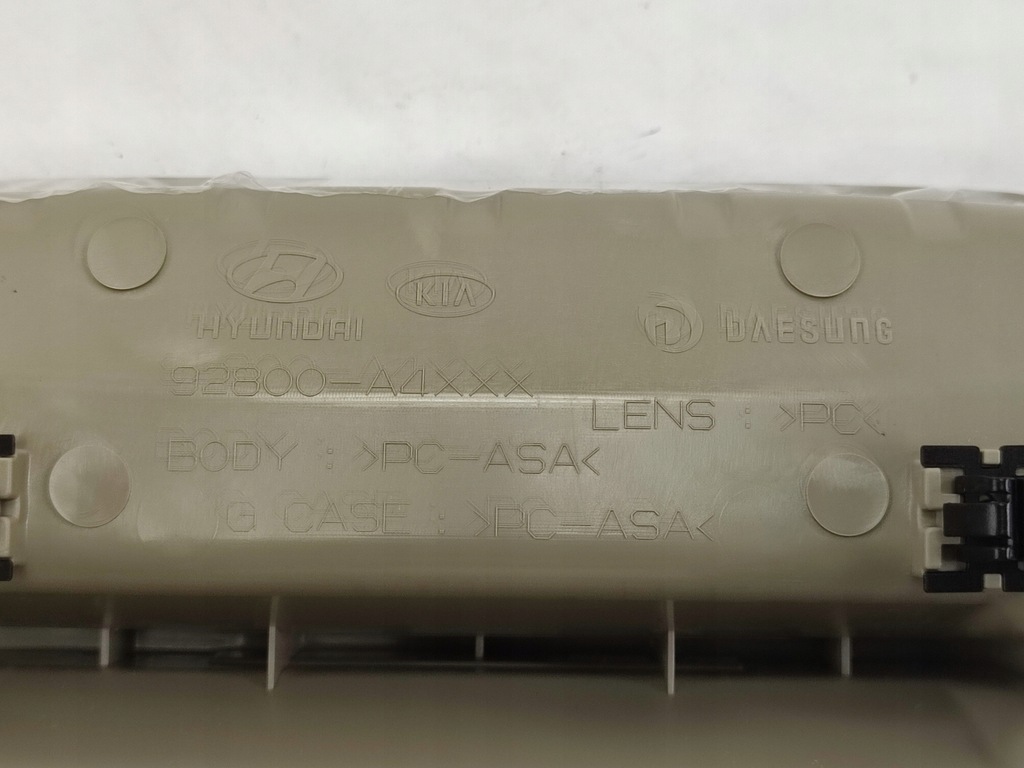 KIA
HYUNDAI
DAESUNG
92800-A4XXX
LENS : >PC<
BODY : >PC-ASA<
G CASE : >PC-ASA<